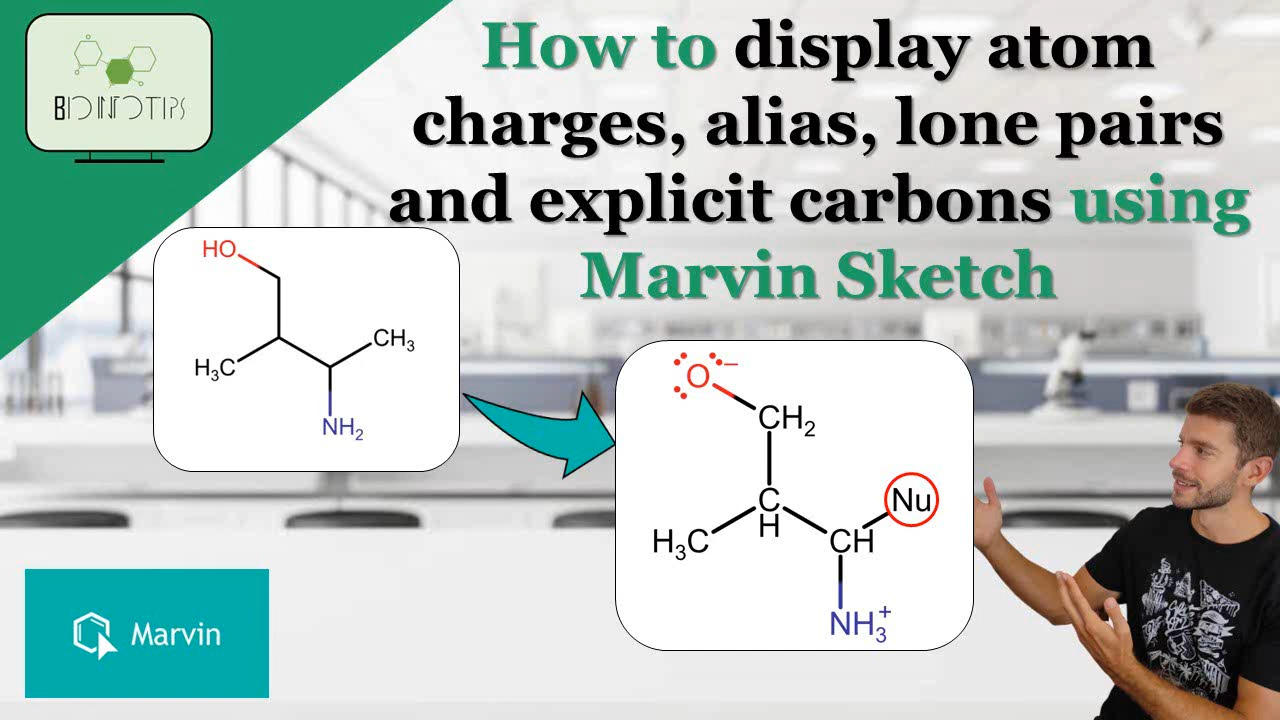 BIOINFOTIPS
How to display atom
charges, alias, lone pairs
and explicit carbons using
Marvin Sketch
HO
CH₃
H₃C
NH₂
O⁻
CH₂
Nu
C
H
H₃C
CH
NH₃⁺
Marvin